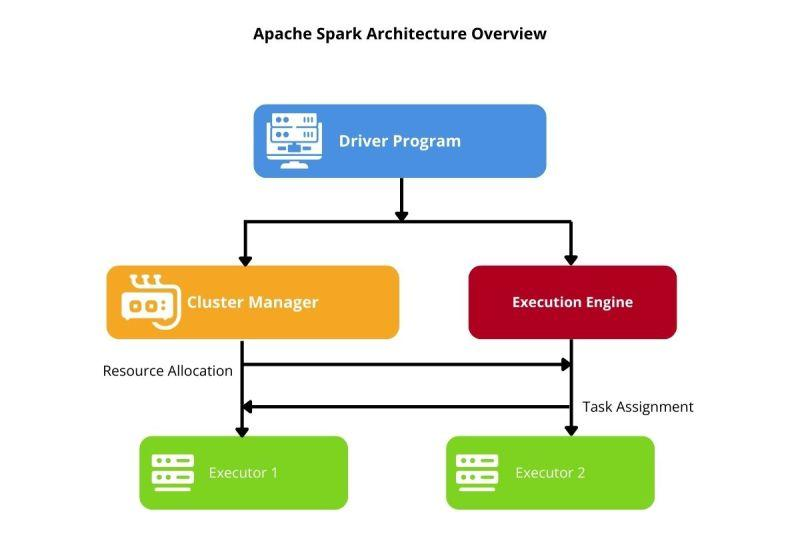 Apache Spark Architecture Overview
Driver Program
Cluster Manager
Execution Engine
Resource Allocation
Task Assignment
Executor 1
Executor 2